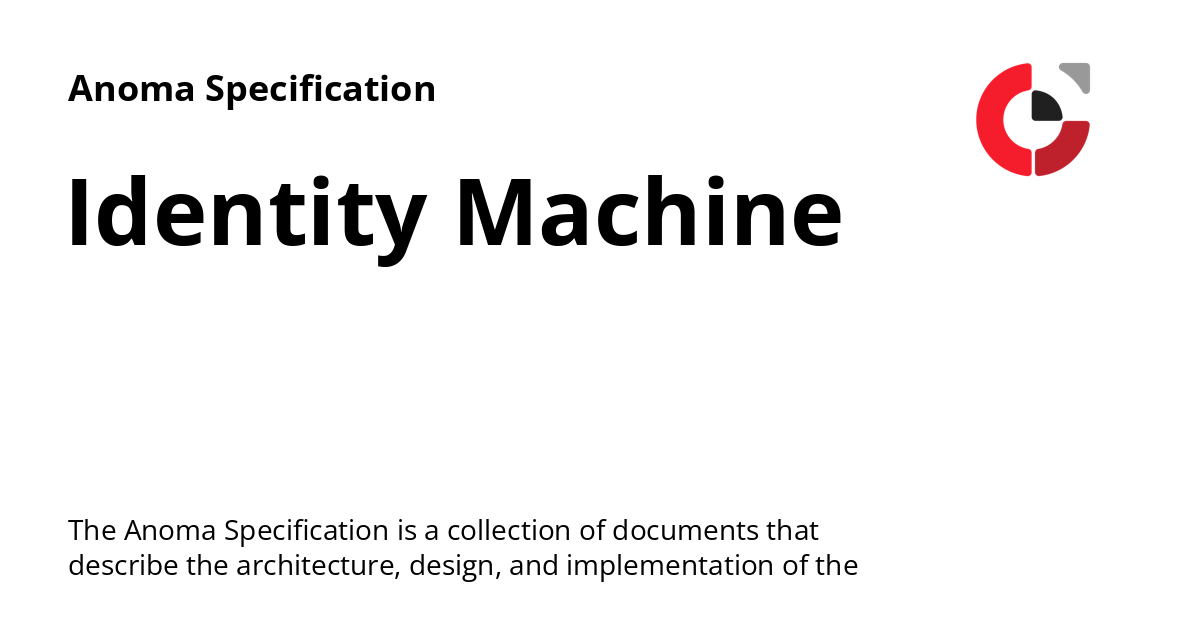 Anoma Specification
Identity Machine
The Anoma Specification is a collection of documents that
describe the architecture, design, and implementation of the